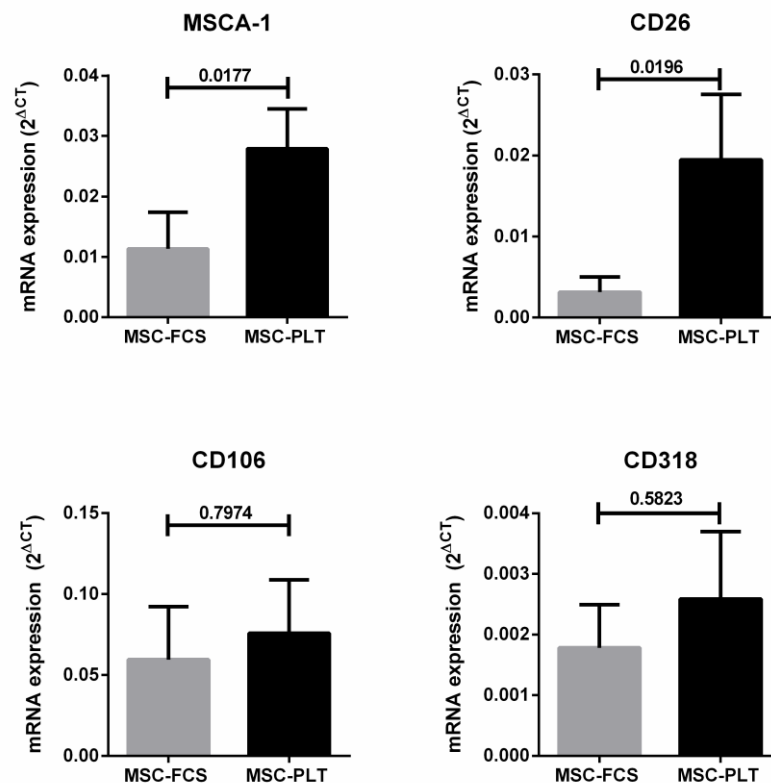 MSCA-1
mRNA expression (2^ΔCT)
0.04
0.03
0.02
0.01
0.00
0.0177
MSC-FCS MSC-PLT
CD26
mRNA expression (2^ΔCT)
0.03
0.02
0.01
0.00
0.0196
MSC-FCS MSC-PLT
CD106
mRNA expression (2^ΔCT)
0.15
0.10
0.05
0.00
0.7974
MSC-FCS MSC-PLT
CD318
mRNA expression (2^ΔCT)
0.004
0.003
0.002
0.001
0.000
0.5823
MSC-FCS MSC-PLT